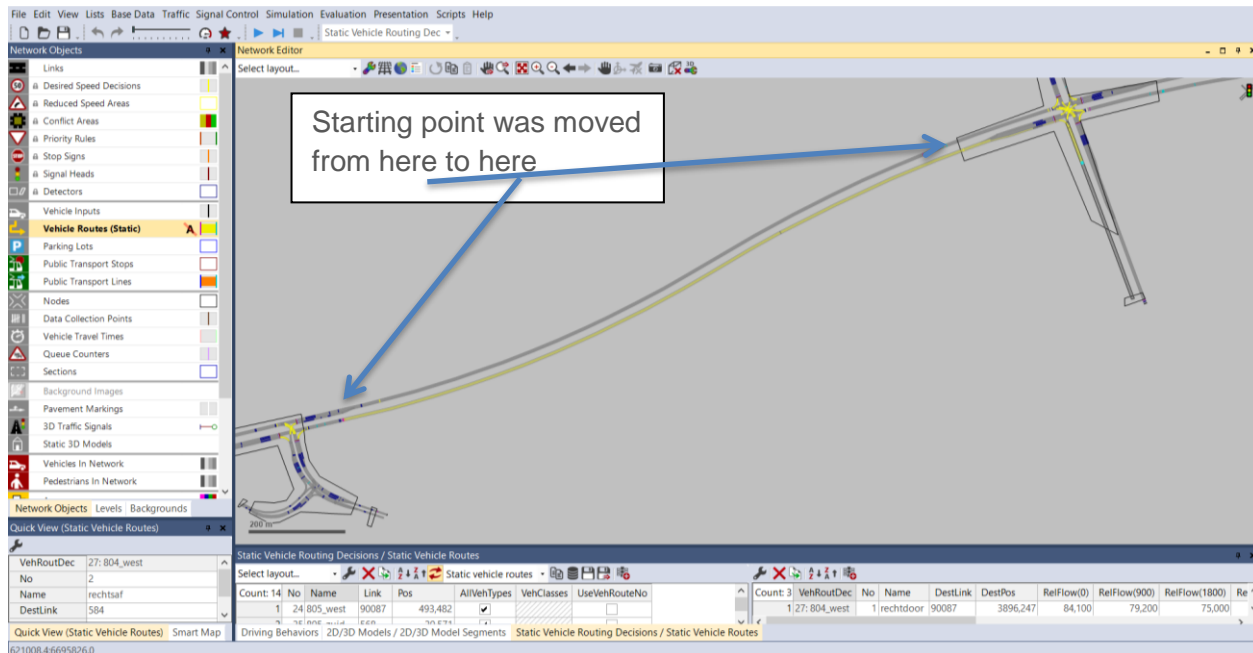 File Edit View Lists Base Data Traffic Signal Control Simulation Evaluation Presentation Scripts Help
Static Vehicle Routing Dec
Network Objects
Links
Desired Speed Decisions
Reduced Speed Areas
Conflict Areas
Priority Rules
Stop Signs
Signal Heads
Detectors
Vehicle Inputs
Vehicle Routes (Static)
Parking Lots
Public Transport Stops
Public Transport Lines
Nodes
Data Collection Points
Vehicle Travel Times
Queue Counters
Sections
Background Images
Pavement Markings
3D Traffic Signals
Static 3D Models
Vehicles In Network
Pedestrians In Network
Network Objects Levels Backgrounds
Quick View (Static Vehicle Routes)
VehRoutDec 27: 804_west
No 2
Name rechtsaf
DestLink 584
Quick View (Static Vehicle Routes) Smart Map
621008.4:6695826.0
Network Editor
Select layout...
Starting point was moved
from here to here
200 m
Static Vehicle Routing Decisions / Static Vehicle Routes
Select layout... Static vehicle routes
Count: 14 No Name Link Pos AllVehTypes VehClasses UseVehRouteNo
1 24 805_west 90087 493,482
Count: 3 VehRoutDec No Name DestLink DestPos RelFlow(0) RelFlow(900) RelFlow(1800) Re
1 27: 804_west 1 rechtdoor 90087 3896,247 84,100 79,200 75,000
Driving Behaviors 2D/3D Models / 2D/3D Model Segments Static Vehicle Routing Decisions / Static Vehicle Routes